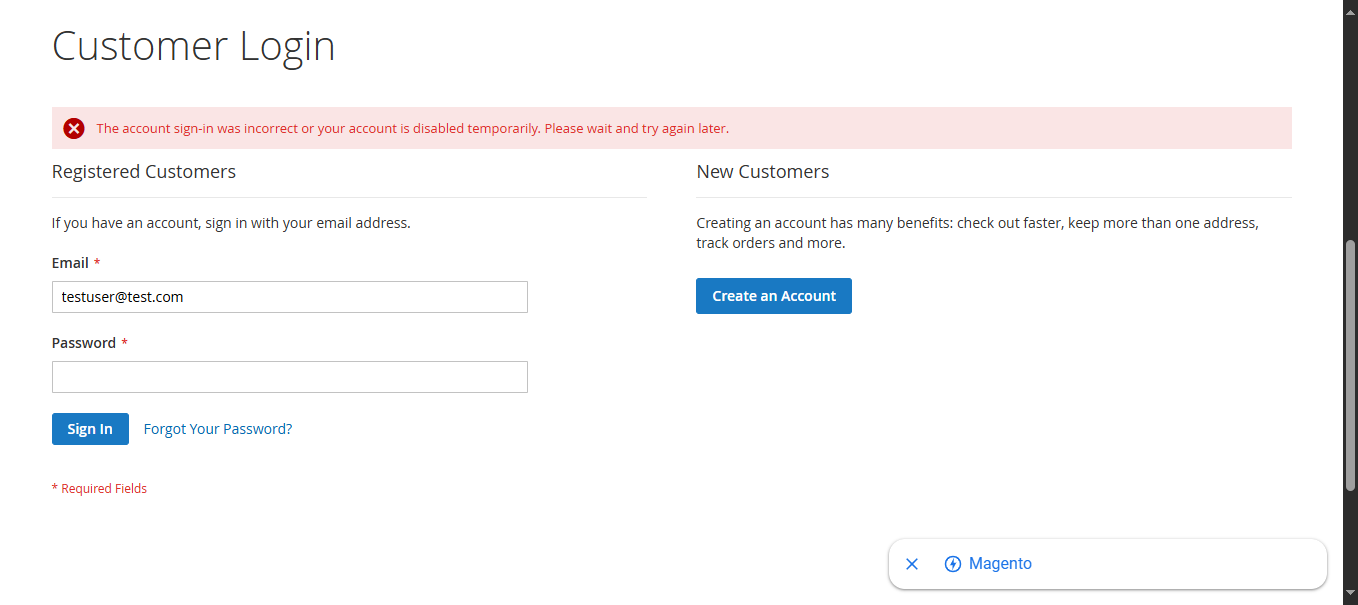 Customer Login
The account sign-in was incorrect or your account is disabled temporarily. Please wait and try again later.
Registered Customers
If you have an account, sign in with your email address.
Email *
testuser@test.com
Password *
Sign In
Forgot Your Password?
* Required Fields
New Customers
Creating an account has many benefits: check out faster, keep more than one address,
track orders and more.
Create an Account
Magento